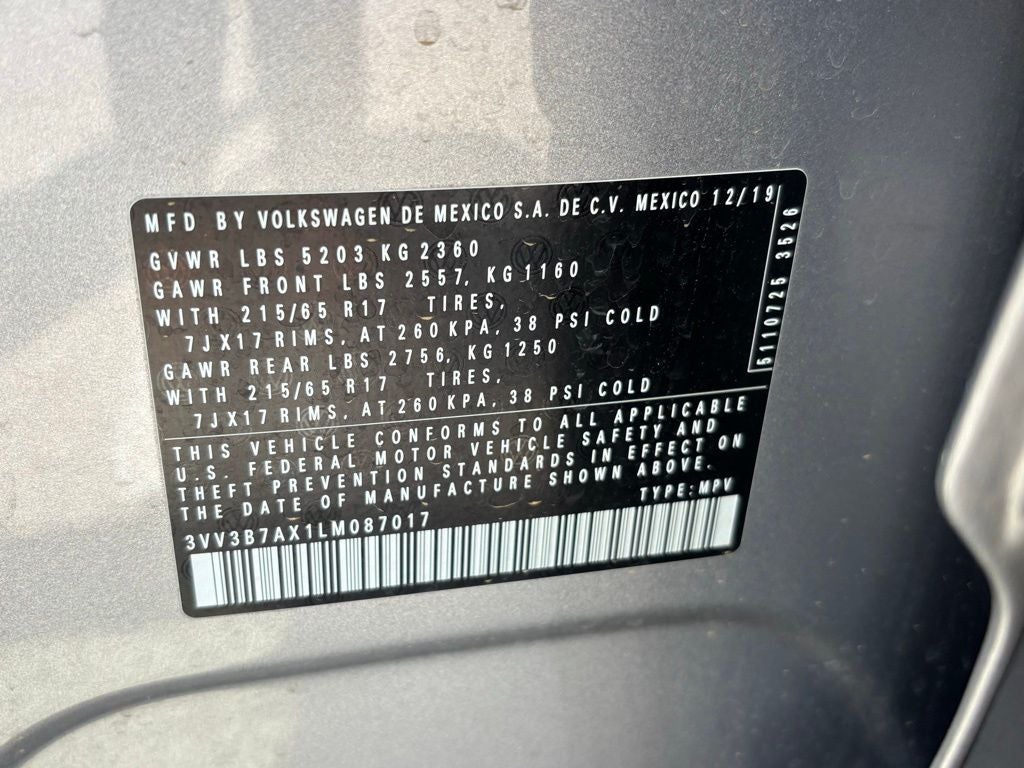 MFD BY VOLKSWAGEN DE MEXICO S.A. DE C.V. MEXICO 12/19
GVWR LBS 5203 KG 2360
GAWR FRONT LBS 2557, KG 1160
WITH 215/65 R17 TIRES,
7JX17 RIMS, AT 260 KPA, 38 PSI COLD
GAWR REAR LBS 2756, KG 1250
WITH 215/65 R17 TIRES,
7JX17 RIMS, AT 260 KPA, 38 PSI COLD
THIS VEHICLE CONFORMS TO ALL APPLICABLE
U.S. FEDERAL MOTOR VEHICLE SAFETY AND
THEFT PREVENTION STANDARDS IN EFFECT ON
THE DATE OF MANUFACTURE SHOWN ABOVE.
TYPE: MPV
3VV3B7AX1LM087017
5110725 3526